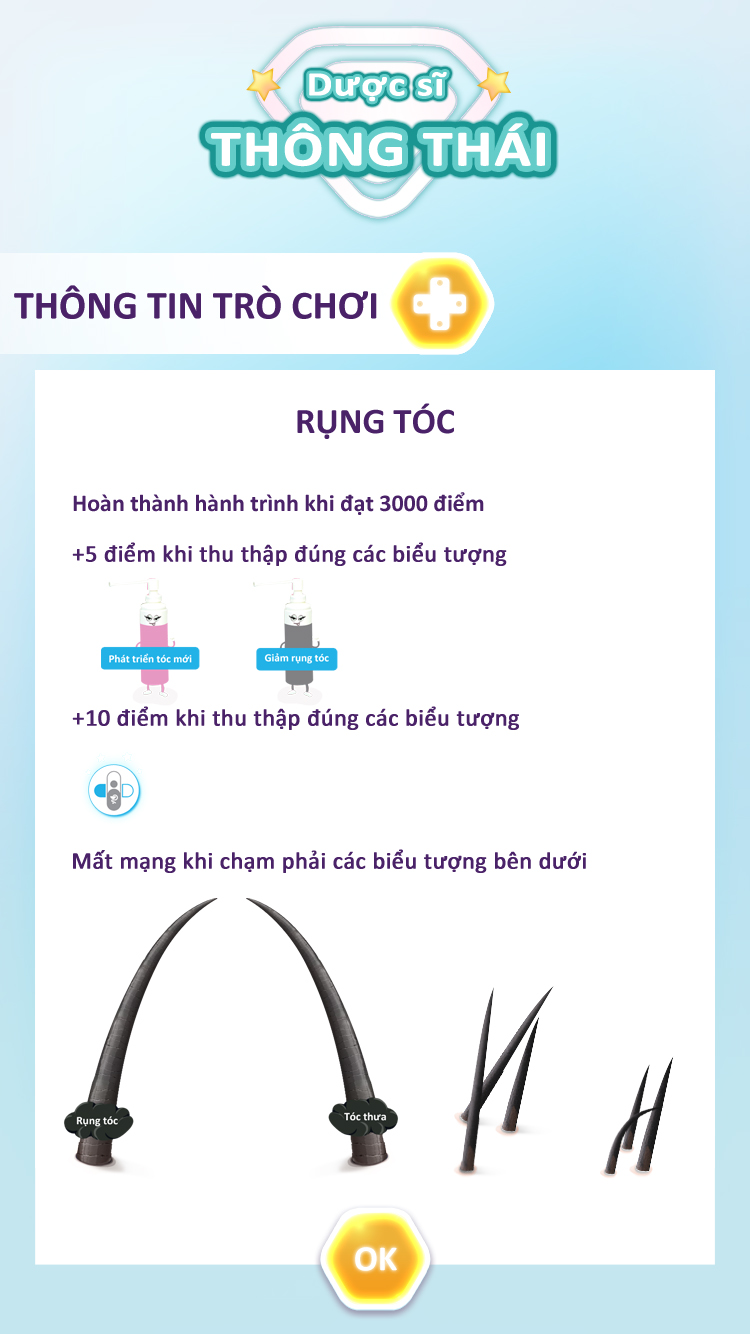 Dược sĩ
THÔNG THÁI
THÔNG TIN TRÒ CHƠI
RỤNG TÓC
Hoàn thành hành trình khi đạt 3000 điểm
+5 điểm khi thu thập đúng các biểu tượng
Phát triển tóc mới
Giảm rụng tóc
+10 điểm khi thu thập đúng các biểu tượng
Mất mạng khi chạm phải các biểu tượng bên dưới
Rụng tóc
Tóc thưa
OK